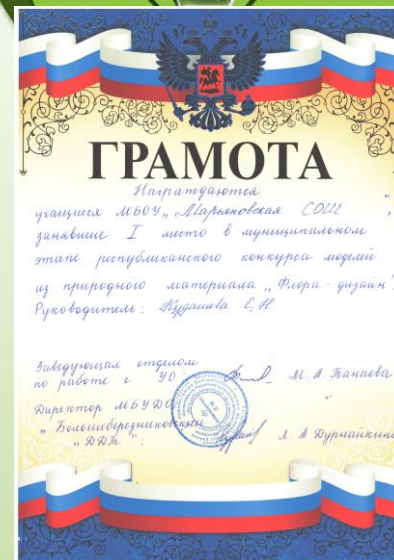 ГРАМОТА
Награждаются
учащиеся МБОУ „Марьяновская СОШ",
занявшие I место в муниципальном
этапе республиканского конкурса моделей
из природного материала „Флора-дизайн".
Руководитель: Кудашова С.Н.
Заведующая отделом
по работе с УО: М.А. Танаева
Директор МБУДО
„Большеберезниковский
„ДДТ": Л.А Дурнайкина